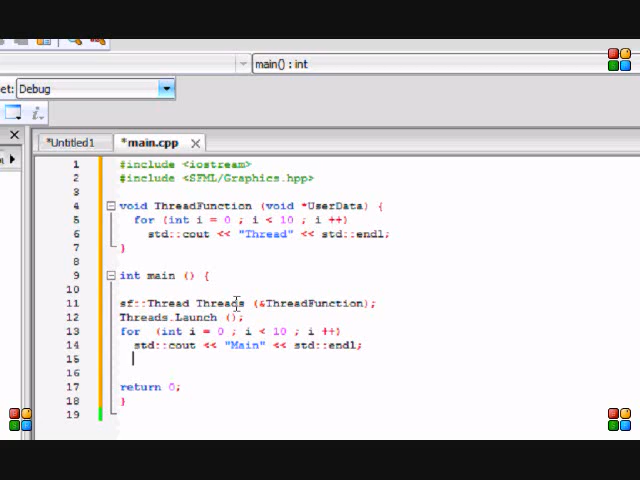 main() : int
et: Debug
*Untitled1 *main.cpp
1 #include <iostream>
2 #include <SFML/Graphics.hpp>
3
4 void ThreadFunction (void *UserData) {
5 for (int i = 0 ; i < 10 ; i ++)
6 std::cout << "Thread" << std::endl;
7 }
8
9 int main () {
10
11 sf::Thread Threads (&ThreadFunction);
12 Threads.Launch ();
13 for (int i = 0 ; i < 10 ; i ++)
14 std::cout << "Main" << std::endl;
15
16
17 return 0;
18 }
19